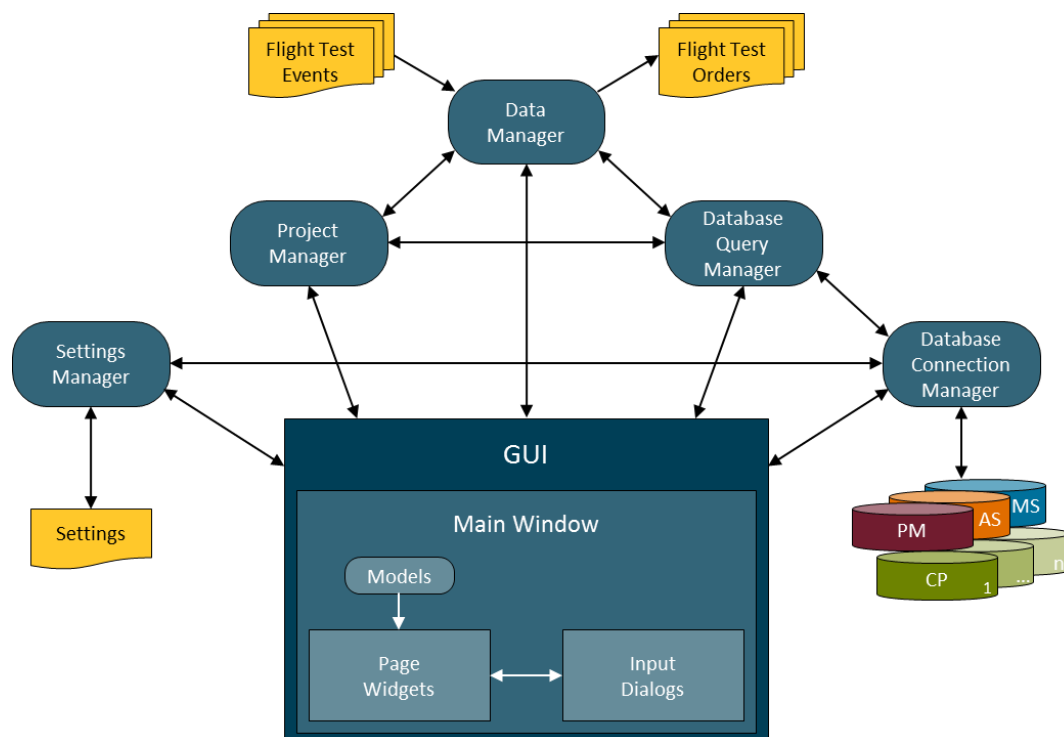 Flight Test
Events
Flight Test
Orders
Data
Manager
Project
Manager
Database
Query
Manager
Settings
Manager
Database
Connection
Manager
GUI
Settings
Main Window
MS
AS
PM
Models
n
...
CP
1
Page
Widgets
Input
Dialogs